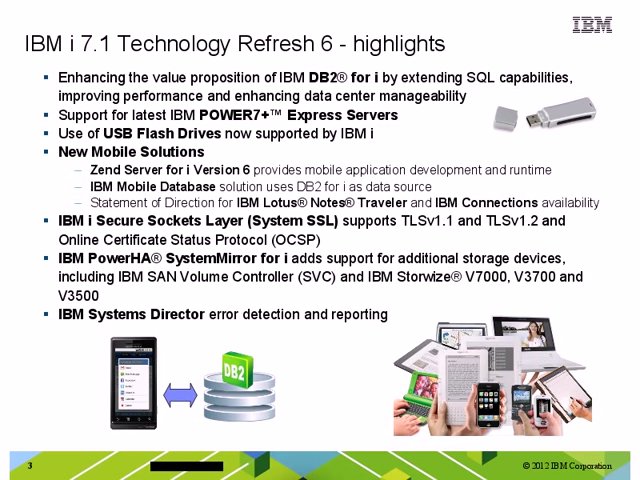 IBM
IBM i 7.1 Technology Refresh 6 - highlights
▪ Enhancing the value proposition of IBM DB2® for i by extending SQL capabilities,
improving performance and enhancing data center manageability
▪ Support for latest IBM POWER7+™ Express Servers
▪ Use of USB Flash Drives now supported by IBM i
▪ New Mobile Solutions
– Zend Server for i Version 6 provides mobile application development and runtime
– IBM Mobile Database solution uses DB2 for i as data source
– Statement of Direction for IBM Lotus® Notes® Traveler and IBM Connections availability
▪ IBM i Secure Sockets Layer (System SSL) supports TLSv1.1 and TLSv1.2 and
Online Certificate Status Protocol (OCSP)
▪ IBM PowerHA® SystemMirror for i adds support for additional storage devices,
including IBM SAN Volume Controller (SVC) and IBM Storwize® V7000, V3700 and
V3500
▪ IBM Systems Director error detection and reporting
DB2
3
© 2012 IBM Corporation